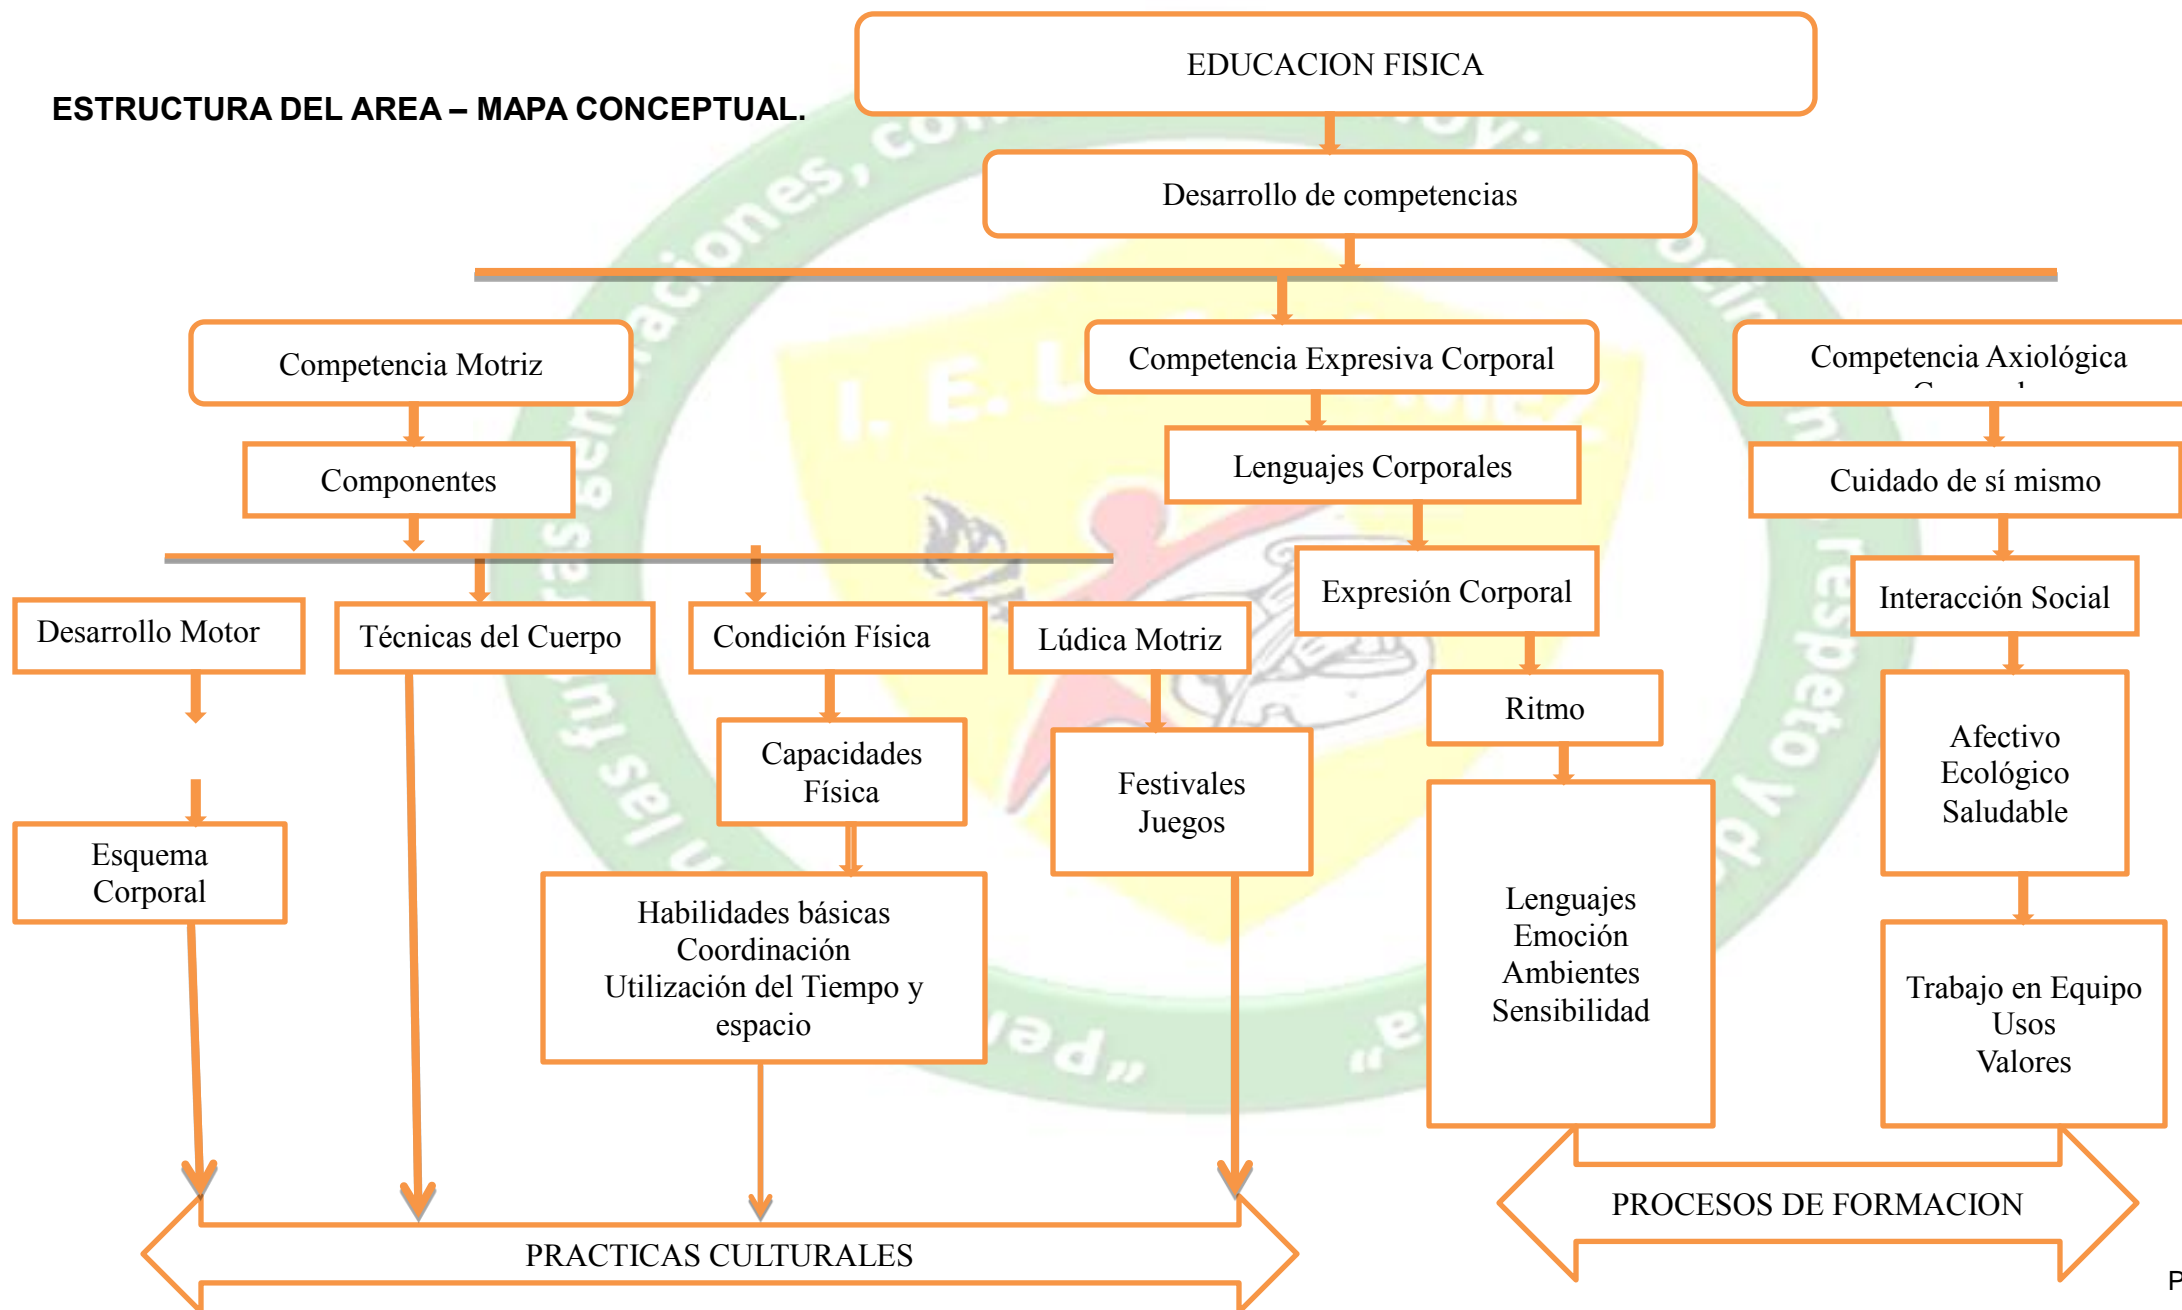 EDUCACION FISICA
ESTRUCTURA DEL AREA – MAPA CONCEPTUAL.
Desarrollo de competencias
Competencia Motriz
Competencia Expresiva Corporal
Competencia Axiológica
Componentes
Lenguajes Corporales
Cuidado de sí mismo
Desarrollo Motor
Técnicas del Cuerpo
Condición Física
Lúdica Motriz
Expresión Corporal
Interacción Social
Ritmo
Capacidades
Física
Festivales
Juegos
Afectivo
Ecológico
Saludable
Esquema
Corporal
Habilidades básicas
Coordinación
Utilización del Tiempo y
espacio
Lenguajes
Emoción
Ambientes
Sensibilidad
Trabajo en Equipo
Usos
Valores
PROCESOS DE FORMACION
PRACTICAS CULTURALES
P
I. E. L
respeto y